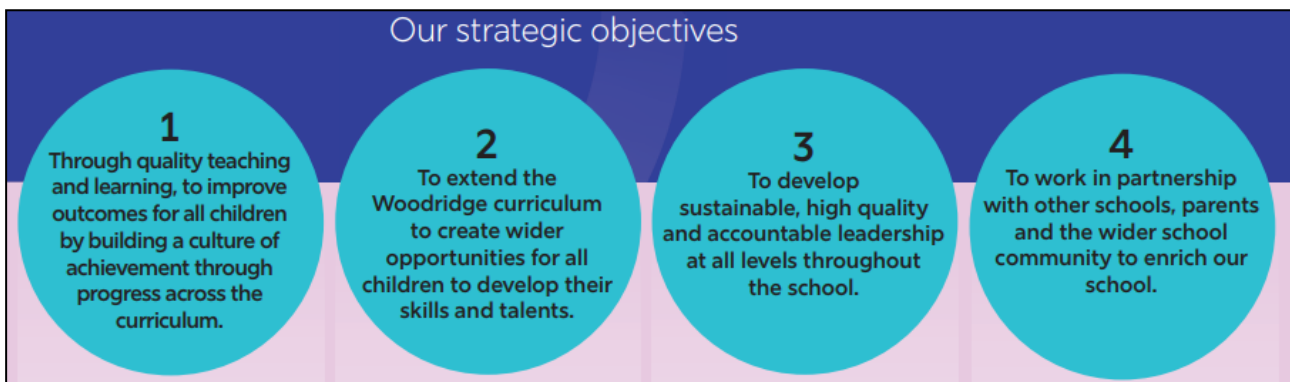 Our strategic objectives
1
Through quality teaching
and learning, to improve
outcomes for all children
by building a culture of
achievement through
progress across the
curriculum.
2
To extend the
Woodridge curriculum
to create wider
opportunities for all
children to develop their
skills and talents.
3
To develop
sustainable, high quality
and accountable leadership
at all levels throughout
the school.
4
To work in partnership
with other schools, parents
and the wider school
community to enrich our
school.